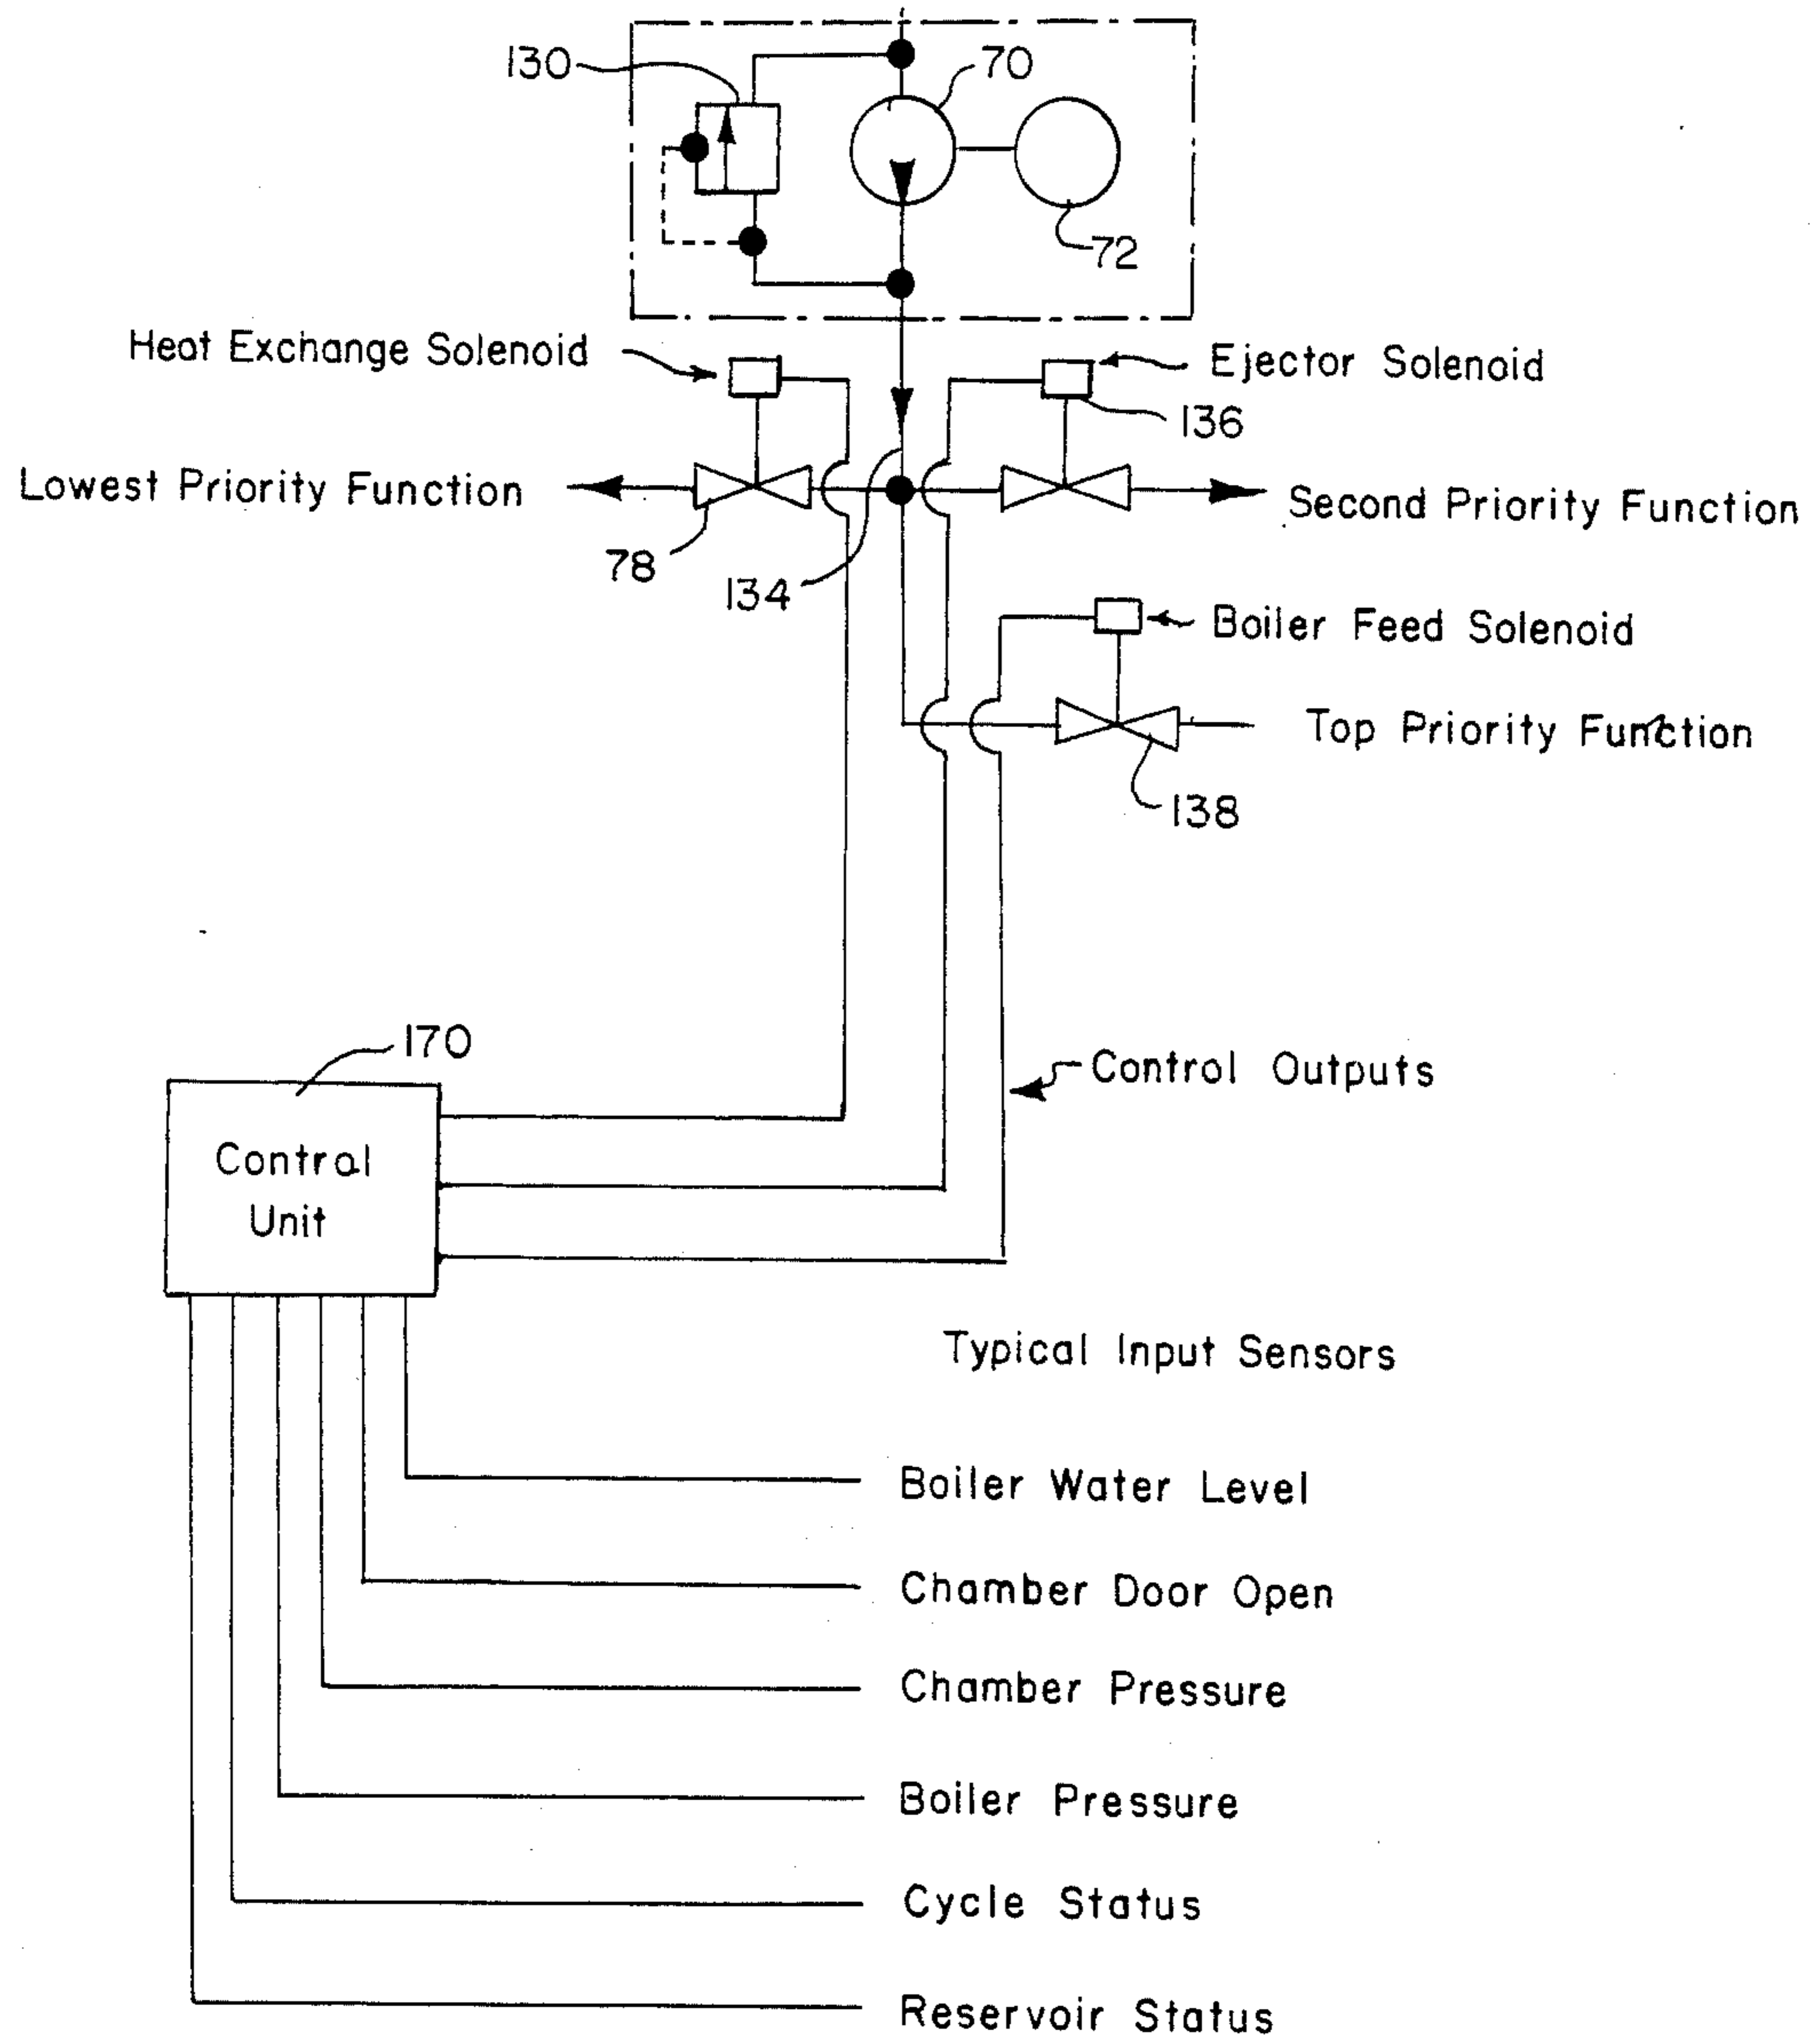 130
70
72
Heat Exchange Solenoid
Ejector Solenoid
136
Lowest Priority Function
Second Priority Function
78
134
Boiler Feed Solenoid
Top Priority Function
138
170
Control Outputs
Control
Unit
Typical Input Sensors
Boiler Water Level
Chamber Door Open
Chamber Pressure
Boiler Pressure
Cycle Status
Reservoir Status